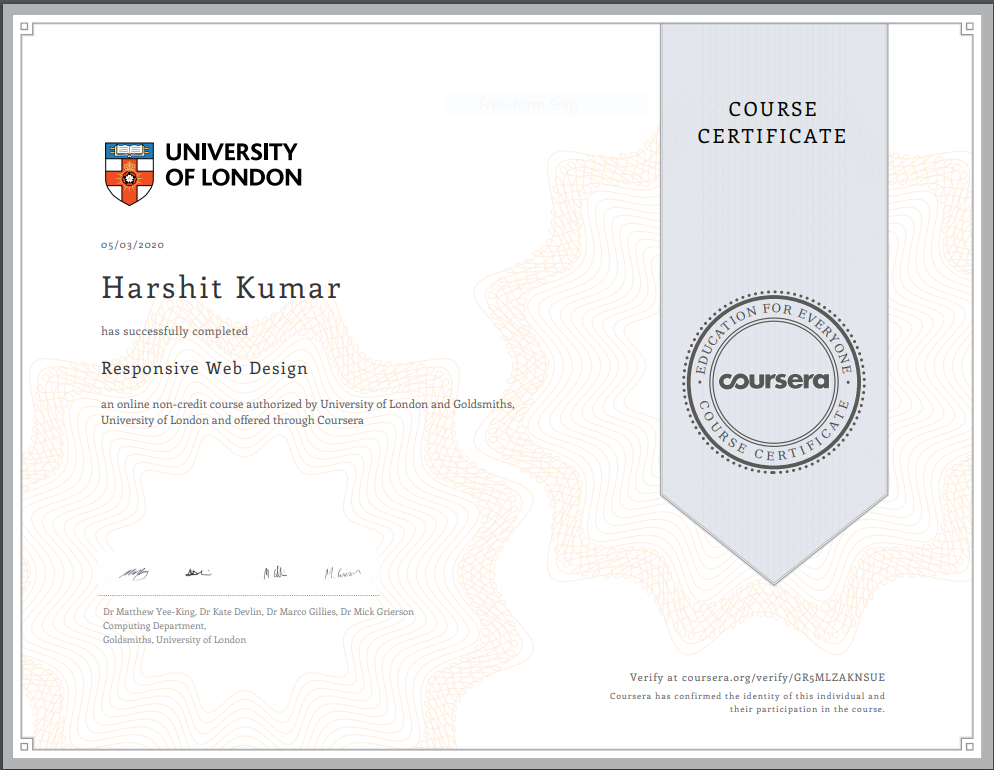 Free-form Snip
COURSE
CERTIFICATE
UNIVERSITY
OF LONDON
05/03/2020
Harshit Kumar
has successfully completed
Responsive Web Design
an online non-credit course authorized by University of London and Goldsmiths,
University of London and offered through Coursera
EDUCATION FOR EVERYONE
coursera
COURSE CERTIFICATE
M. Grierson
Dr Matthew Yee-King, Dr Kate Devlin, Dr Marco Gillies, Dr Mick Grierson
Computing Department,
Goldsmiths, University of London
Verify at coursera.org/verify/GR5MLZAKNSUE
Coursera has confirmed the identity of this individual and
their participation in the course.